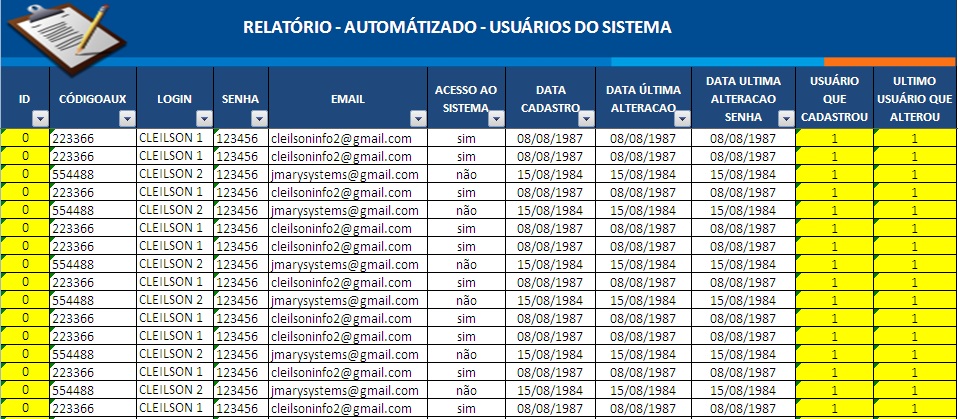 RELATÓRIO - AUTOMÁTIZADO - USUÁRIOS DO SISTEMA
ID CÓDIGOAUX LOGIN SENHA EMAIL ACESSO AO SISTEMA DATA CADASTRO DATA ÚLTIMA ALTERACAO DATA ULTIMA ALTERACAO SENHA USUÁRIO QUE CADASTROU ULTIMO USUÁRIO QUE ALTEROU
0 223366 CLEILSON 1 123456 cleilsoninfo2@gmail.com sim 08/08/1987 08/08/1987 08/08/1987 1 1
0 223366 CLEILSON 1 123456 cleilsoninfo2@gmail.com sim 08/08/1987 08/08/1987 08/08/1987 1 1
0 554488 CLEILSON 2 123456 jmarysystems@gmail.com não 15/08/1984 15/08/1984 15/08/1984 1 1
0 223366 CLEILSON 1 123456 cleilsoninfo2@gmail.com sim 08/08/1987 08/08/1987 08/08/1987 1 1
0 554488 CLEILSON 2 123456 jmarysystems@gmail.com não 15/08/1984 15/08/1984 15/08/1984 1 1
0 223366 CLEILSON 1 123456 cleilsoninfo2@gmail.com sim 08/08/1987 08/08/1987 08/08/1987 1 1
0 223366 CLEILSON 1 123456 cleilsoninfo2@gmail.com sim 08/08/1987 08/08/1987 08/08/1987 1 1
0 554488 CLEILSON 2 123456 jmarysystems@gmail.com não 15/08/1984 15/08/1984 15/08/1984 1 1
0 223366 CLEILSON 1 123456 cleilsoninfo2@gmail.com sim 08/08/1987 08/08/1987 08/08/1987 1 1
0 554488 CLEILSON 2 123456 jmarysystems@gmail.com não 15/08/1984 15/08/1984 15/08/1984 1 1
0 223366 CLEILSON 1 123456 cleilsoninfo2@gmail.com sim 08/08/1987 08/08/1987 08/08/1987 1 1
0 223366 CLEILSON 1 123456 cleilsoninfo2@gmail.com sim 08/08/1987 08/08/1987 08/08/1987 1 1
0 554488 CLEILSON 2 123456 jmarysystems@gmail.com não 15/08/1984 15/08/1984 15/08/1984 1 1
0 223366 CLEILSON 1 123456 cleilsoninfo2@gmail.com sim 08/08/1987 08/08/1987 08/08/1987 1 1
0 554488 CLEILSON 2 123456 jmarysystems@gmail.com não 15/08/1984 15/08/1984 15/08/1984 1 1
0 223366 CLEILSON 1 123456 cleilsoninfo2@gmail.com sim 08/08/1987 08/08/1987 08/08/1987 1 1